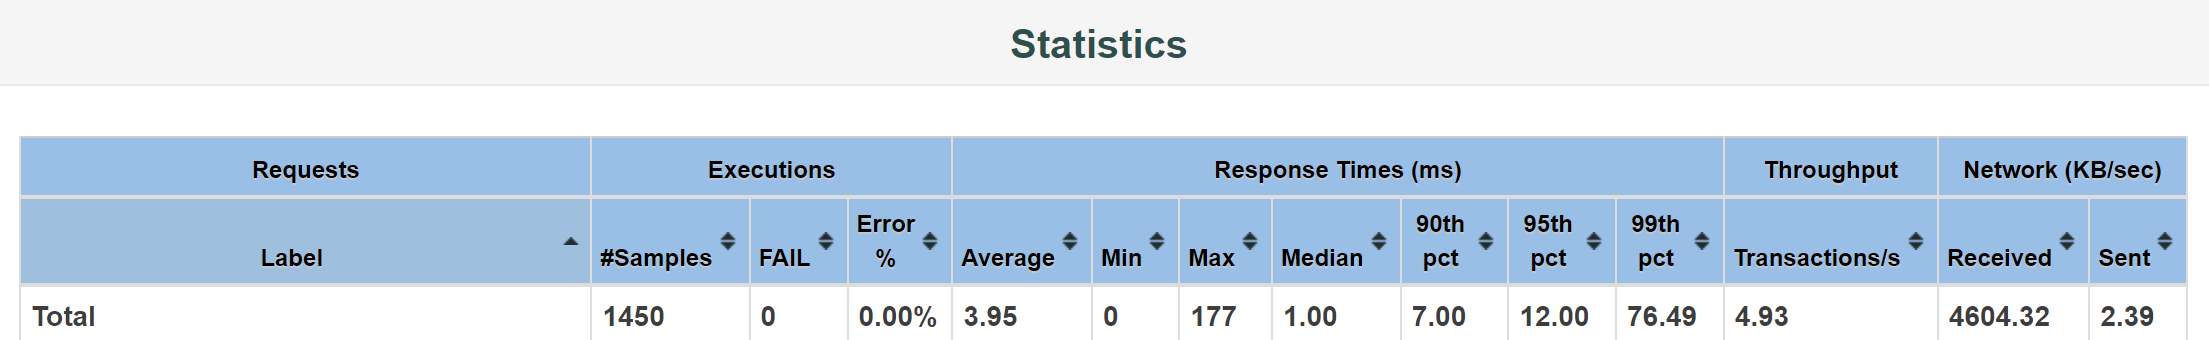 Statistics
Requests Executions Response Times (ms) Throughput Network (KB/sec)
Label #Samples FAIL Error % Average Min Max Median 90th pct 95th pct 99th pct Transactions/s Received Sent
Total 1450 0 0.00% 3.95 0 177 1.00 7.00 12.00 76.49 4.93 4604.32 2.39